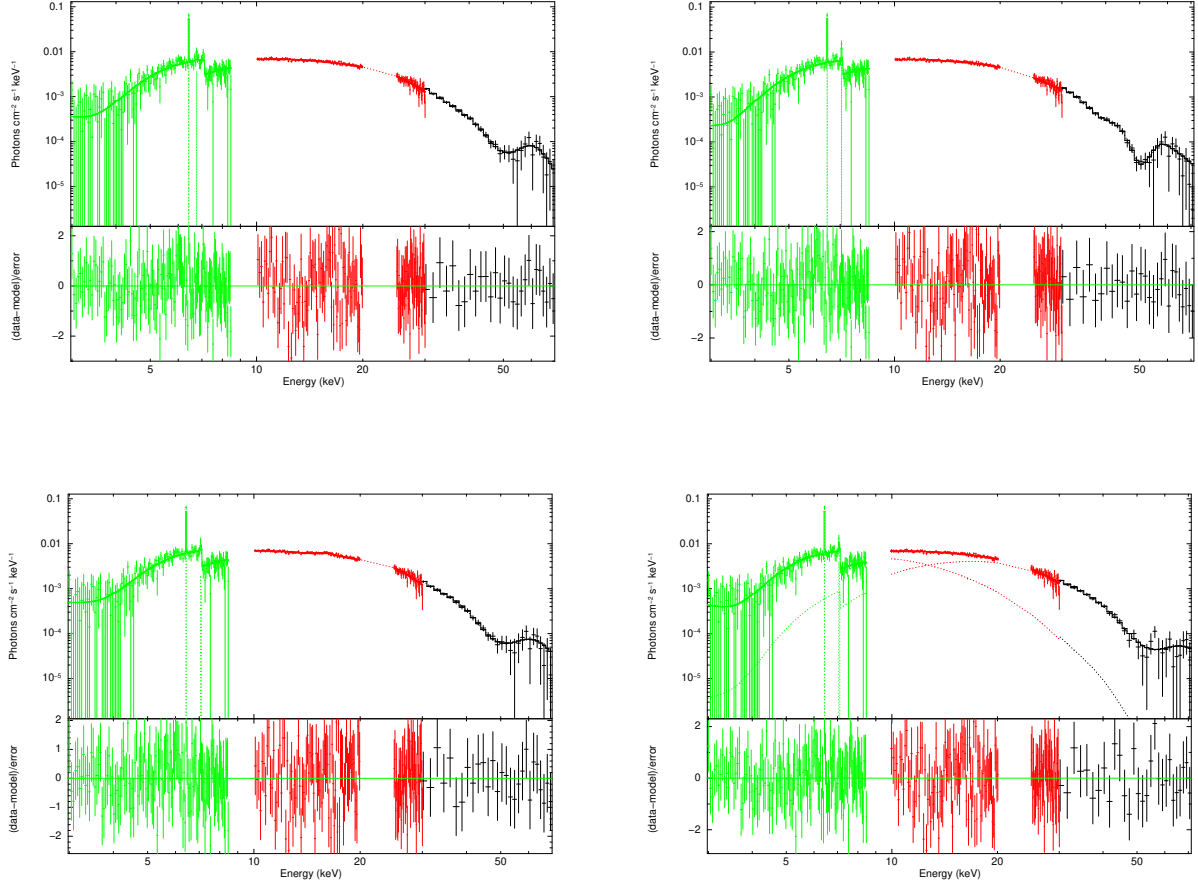 0.1
0.01
10⁻³
10⁻⁴
10⁻⁵
Photons cm⁻² s⁻¹ keV⁻¹
2
0
−2
(data−model)/error
5 10 20 50
Energy (keV)
0.1
0.01
10⁻³
10⁻⁴
10⁻⁵
Photons cm⁻² s⁻¹ keV⁻¹
2
0
−2
(data−model)/error
5 10 20 50
Energy (keV)
0.1
0.01
10⁻³
10⁻⁴
10⁻⁵
Photons cm⁻² s⁻¹ keV⁻¹
2
1
0
−1
−2
(data−model)/error
5 10 20 50
Energy (keV)
0.1
0.01
10⁻³
10⁻⁴
10⁻⁵
Photons cm⁻² s⁻¹ keV⁻¹
2
0
−2
(data−model)/error
5 10 20 50
Energy (keV)